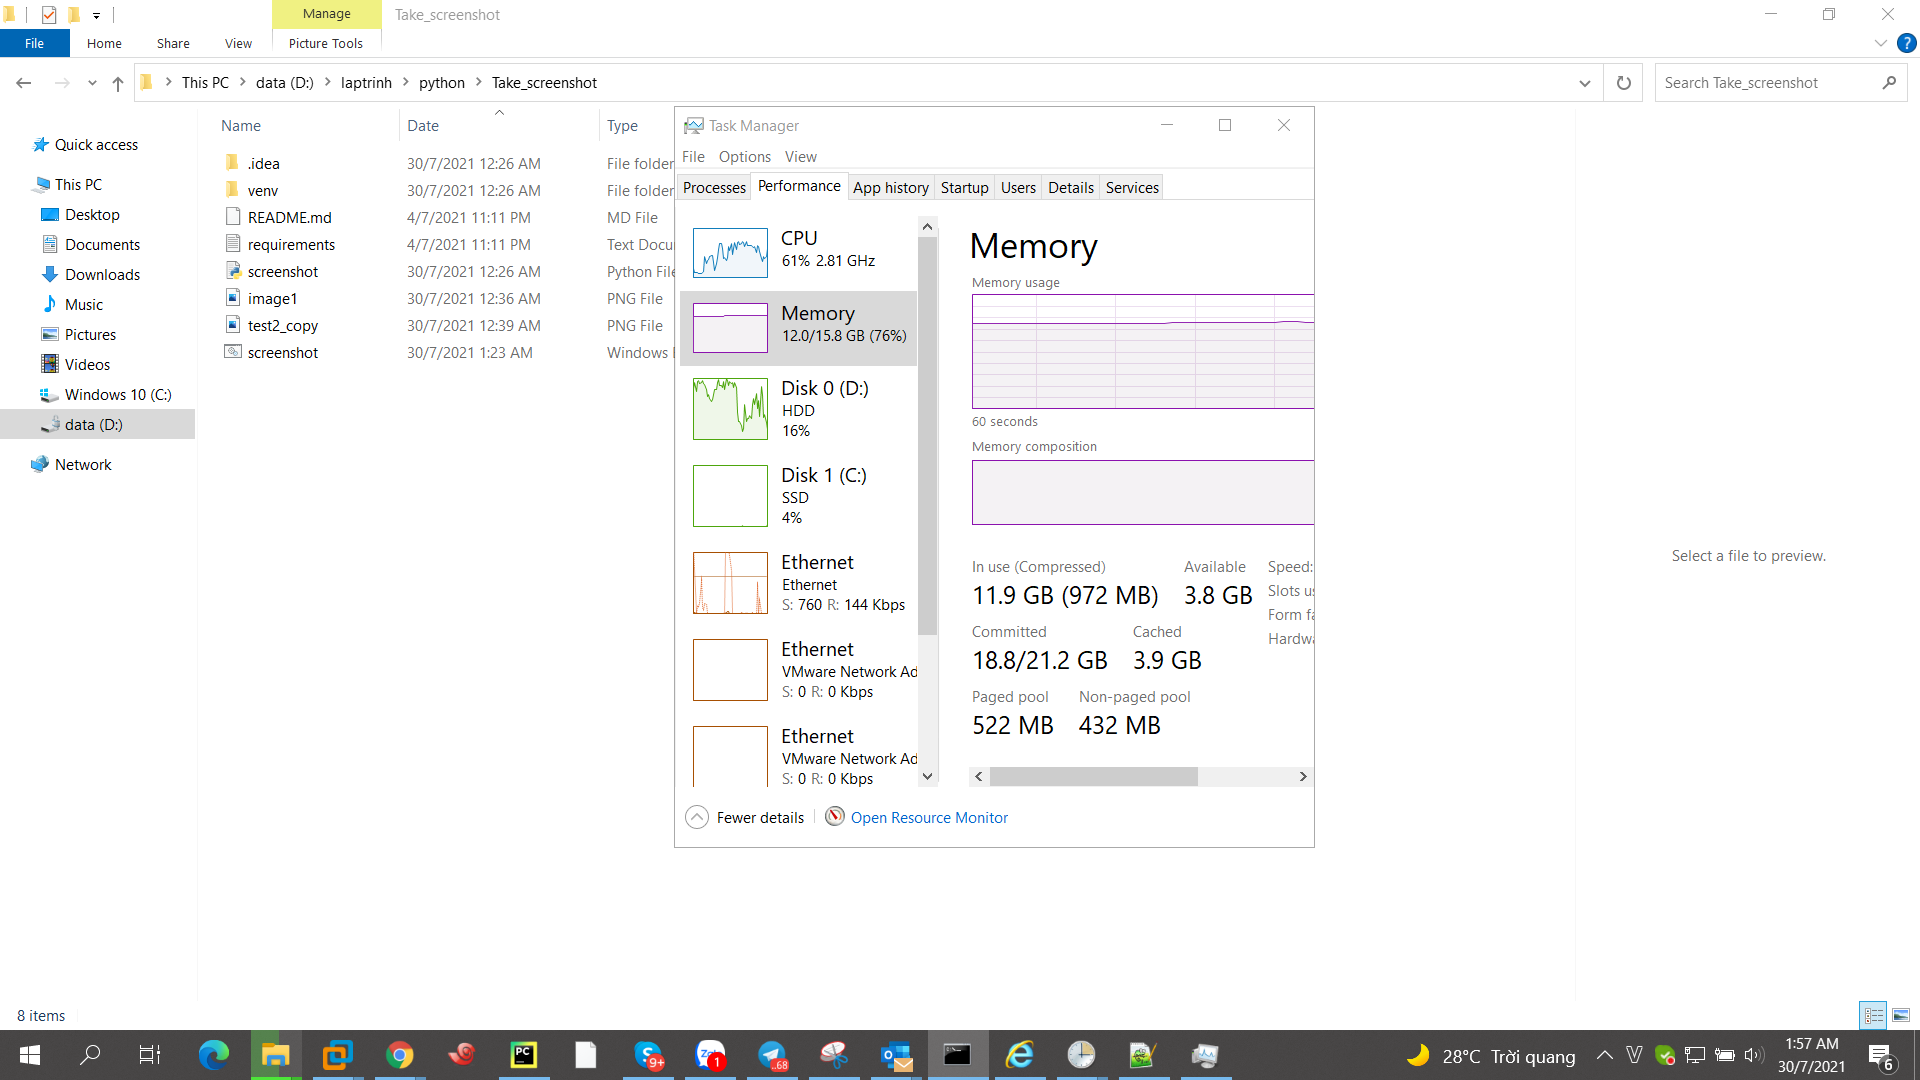 Manage
Take_screenshot
File
Home
Share
View
Picture Tools
This PC
data (D:)
laptrinh
python
Take_screenshot
Search Take_screenshot
Quick access
This PC
Desktop
Documents
Downloads
Music
Pictures
Videos
Windows 10 (C:)
data (D:)
Network
Name Date Type
.idea 30/7/2021 12:26 AM File folder
venv 30/7/2021 12:26 AM File folder
README.md 4/7/2021 11:11 PM MD File
requirements 4/7/2021 11:11 PM Text Docu
screenshot 30/7/2021 12:26 AM Python File
image1 30/7/2021 12:36 AM PNG File
test2_copy 30/7/2021 12:39 AM PNG File
screenshot 30/7/2021 1:23 AM Windows
Task Manager
File Options View
Processes Performance App history Startup Users Details Services
CPU
61% 2.81 GHz
Memory
12.0/15.8 GB (76%)
Disk 0 (D:)
HDD
16%
Disk 1 (C:)
SSD
4%
Ethernet
Ethernet
S: 760 R: 144 Kbps
Ethernet
VMware Network Ad
S: 0 R: 0 Kbps
Ethernet
VMware Network Ad
S: 0 R: 0 Kbps
Memory
Memory usage
60 seconds
Memory composition
In use (Compressed) Available Speed:
11.9 GB (972 MB) 3.8 GB Slots us
Form fa
Committed Cached Hardwa
18.8/21.2 GB 3.9 GB
Paged pool Non-paged pool
522 MB 432 MB
Fewer details
Open Resource Monitor
Select a file to preview.
8 items
PC
9+
Za
1
..68
28°C Trời quang
V
1:57 AM
30/7/2021
6